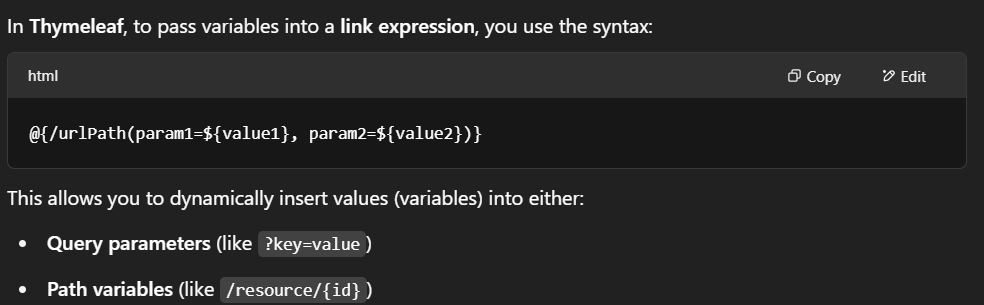 In Thymeleaf, to pass variables into a link expression, you use the syntax:
html Copy Edit
@{/urlPath(param1=${value1}, param2=${value2})}
This allows you to dynamically insert values (variables) into either:
• Query parameters (like ?key=value)
• Path variables (like /resource/{id})